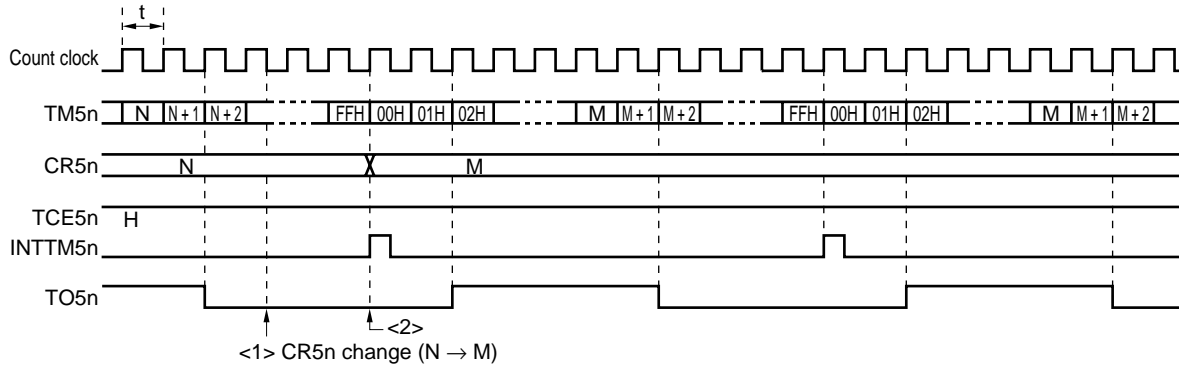 t
Count clock
TM5n N N + 1 N + 2 FFH 00H 01H 02H M M + 1 M + 2 FFH 00H 01H 02H M M + 1 M + 2
CR5n N M
TCE5n H
INTTM5n
TO5n
<2>
<1> CR5n change (N → M)